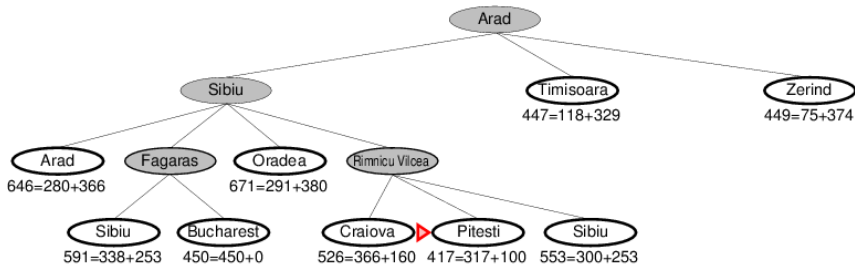 Arad
Sibiu Timisoara Zerind
447=118+329 449=75+374
Arad Fagaras Oradea Rimnicu Vilcea
646=280+366 671=291+380
Sibiu Bucharest Craiova Pitesti Sibiu
591=338+253 450=450+0 526=366+160 417=317+100 553=300+253